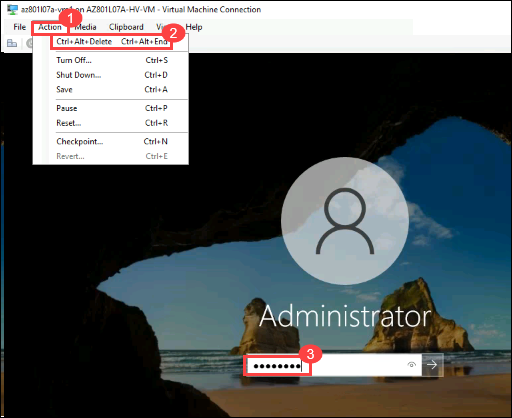 az801l07a-vm1 on AZ801L07A-HV-VM - Virtual Machine Connection
File Action Media Clipboard View Help
1
Ctrl+Alt+Delete Ctrl+Alt+End
2
Turn Off... Ctrl+S
Shut Down... Ctrl+D
Save Ctrl+A
Pause Ctrl+P
Reset... Ctrl+R
Checkpoint... Ctrl+N
Revert... Ctrl+E
Administrator
3